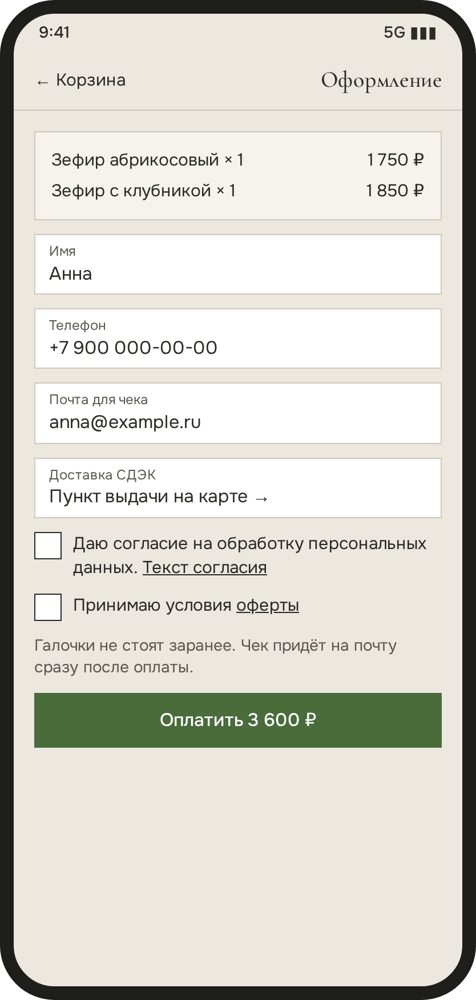 9:41 5G
← Корзина Оформление
Зефир абрикосовый × 1 1 750 ₽
Зефир с клубникой × 1 1 850 ₽
Имя
Анна
Телефон
+7 900 000-00-00
Почта для чека
anna@example.ru
Доставка СДЭК
Пункт выдачи на карте →
Даю согласие на обработку персональных
данных. Текст согласия
Принимаю условия оферты
Галочки не стоят заранее. Чек придёт на почту
сразу после оплаты.
Оплатить 3 600 ₽